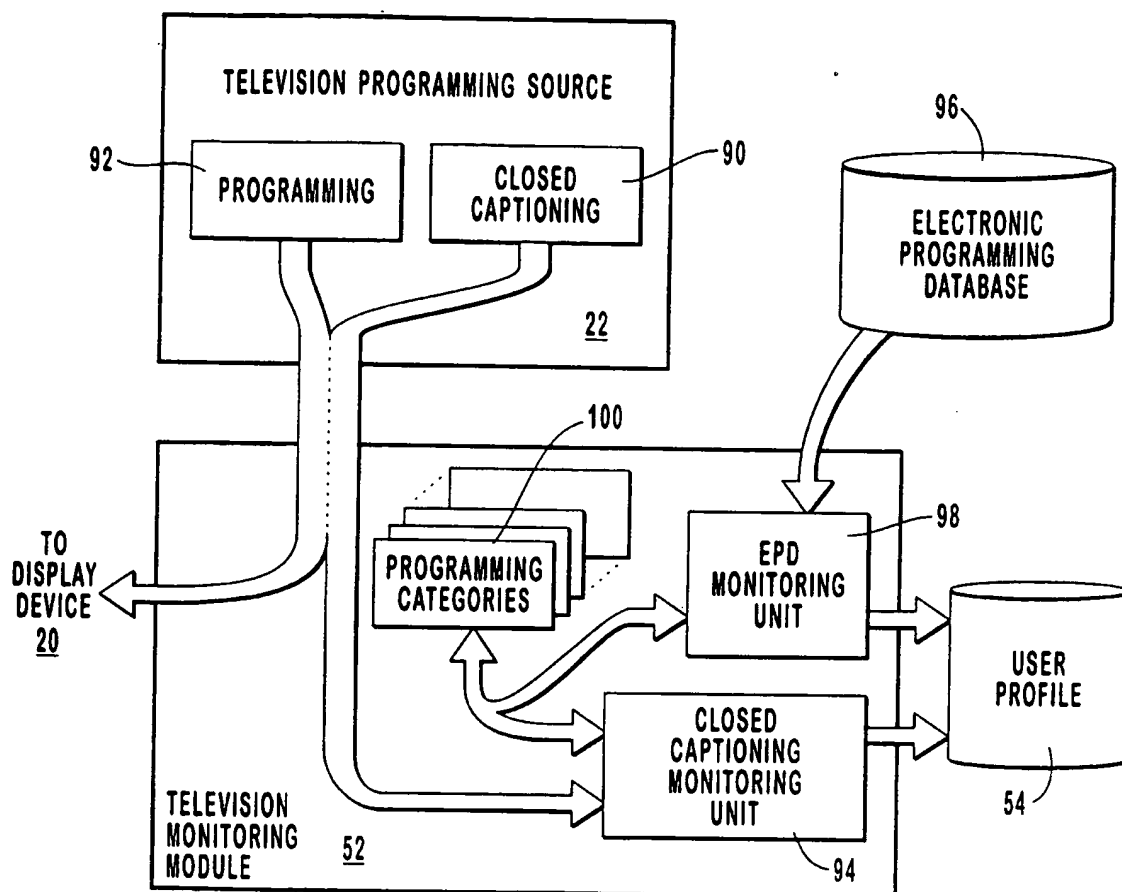 TELEVISION PROGRAMMING SOURCE
92
PROGRAMMING
CLOSED
CAPTIONING
90
22
96
ELECTRONIC
PROGRAMMING
DATABASE
100
PROGRAMMING
CATEGORIES
98
EPD
MONITORING
UNIT
TO
DISPLAY
DEVICE
20
USER
PROFILE
54
CLOSED
CAPTIONING
MONITORING
UNIT
94
TELEVISION
MONITORING
MODULE
52